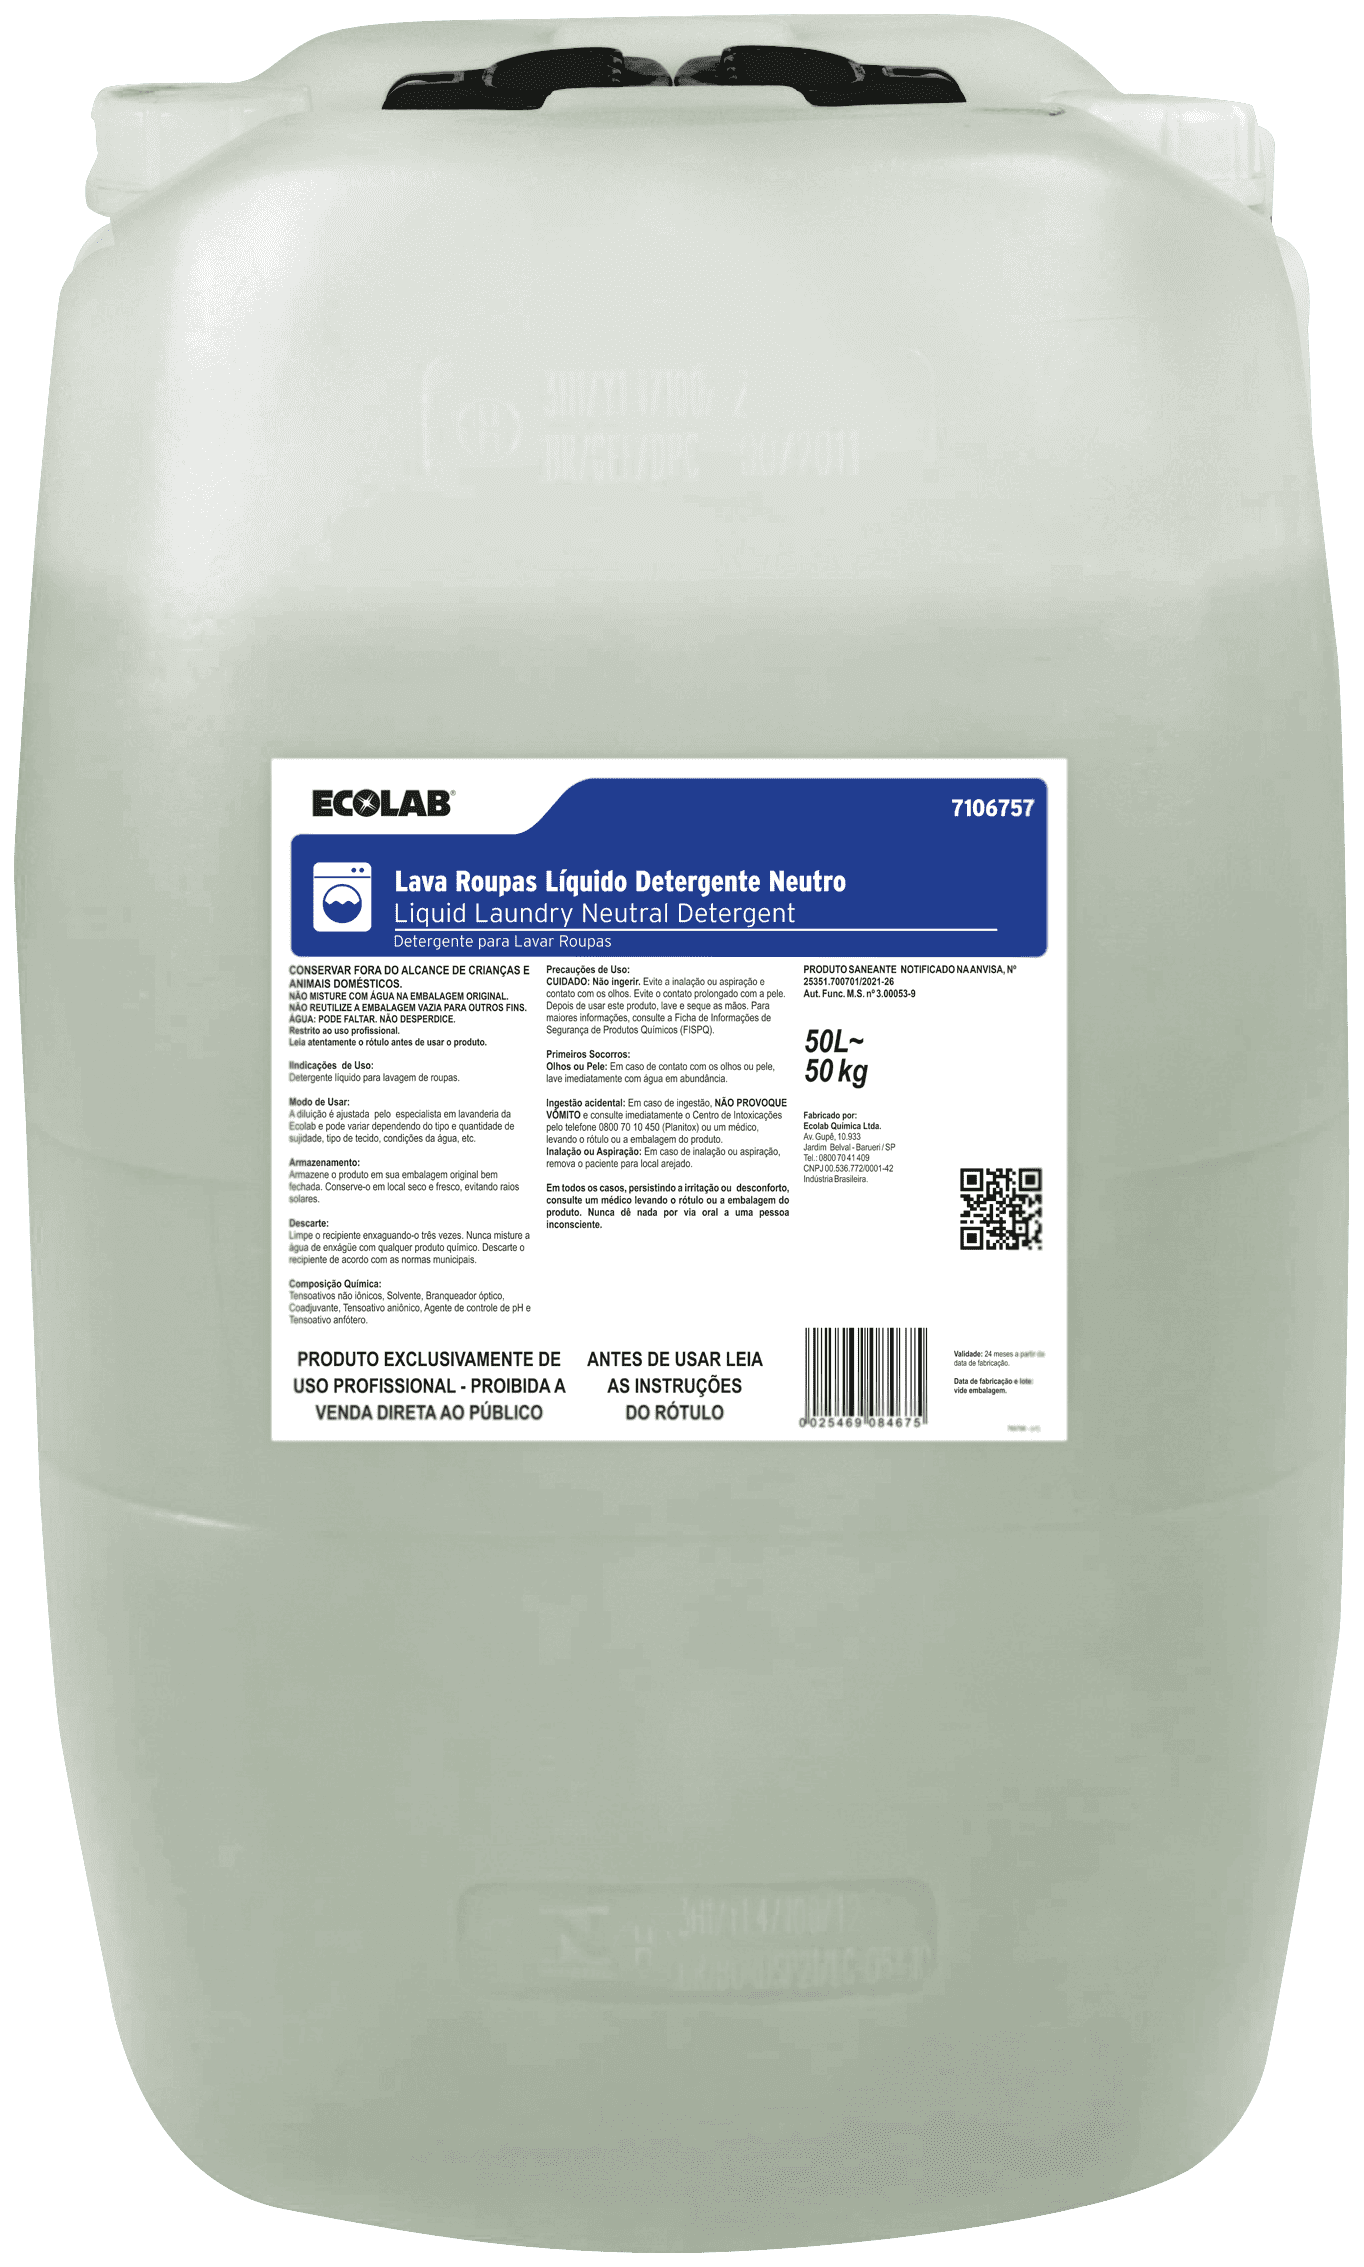 ECOLAB®
7106757
Lava Roupas Líquido Detergente Neutro
Liquid Laundry Neutral Detergent
Detergente para Lavar Roupas
CONSERVAR FORA DO ALCANCE DE CRIANÇAS E
ANIMAIS DOMÉSTICOS.
NÃO MISTURE COM ÁGUA NA EMBALAGEM ORIGINAL.
NÃO REUTILIZE A EMBALAGEM VAZIA PARA OUTROS FINS.
ÁGUA: PODE FALTAR. NÃO DESPERDICE.
Restrito ao uso profissional.
Leia atentamente o rótulo antes de usar o produto.
IIndicações de Uso:
Detergente líquido para lavagem de roupas.
Modo de Usar:
A diluição é ajustada pelo especialista em lavanderia da
Ecolab e pode variar dependendo do tipo e quantidade de
sujidade, tipo de tecido, condições da água, etc.
Armazenamento:
Armazene o produto em sua embalagem original bem
fechada. Conserve-o em local seco e fresco, evitando raios
solares.
Descarte:
Limpe o recipiente enxaguando-o três vezes. Nunca misture a
água de enxágüe com qualquer produto químico. Descarte o
recipiente de acordo com as normas municipais.
Composição Química:
Tensoativos não iônicos, Solvente, Branqueador óptico,
Coadjuvante, Tensoativo aniônico, Agente de controle de pH e
Tensoativo anfótero.
Precauções de Uso:
CUIDADO: Não ingerir. Evite a inalação ou aspiração e
contato com os olhos. Evite o contato prolongado com a pele.
Depois de usar este produto, lave e seque as mãos. Para
maiores informações, consulte a Ficha de Informações de
Segurança de Produtos Químicos (FISPQ).
Primeiros Socorros:
Olhos ou Pele: Em caso de contato com os olhos ou pele,
lave imediatamente com água em abundância.
Ingestão acidental: Em caso de ingestão, NÃO PROVOQUE
VÔMITO e consulte imediatamente o Centro de Intoxicações
pelo telefone 0800 70 10 450 (Planitox) ou um médico,
levando o rótulo ou a embalagem do produto.
Inalação ou Aspiração: Em caso de inalação ou aspiração,
remova o paciente para local arejado.
Em todos os casos, persistindo a irritação ou desconforto,
consulte um médico levando o rótulo ou a embalagem do
produto. Nunca dê nada por via oral a uma pessoa
inconsciente.
PRODUTO SANEANTE NOTIFICADO NA ANVISA, Nº
25351.700701/2021-26
Aut. Func. M.S. nº 3.00053-9
50L~
50 kg
Fabricado por:
Ecolab Química Ltda.
Av. Gupê, 10.933
Jardim Belval - Barueri / SP
Tel.: 0800 70 41 409
CNPJ 00.536.772/0001-42
Indústria Brasileira.
PRODUTO EXCLUSIVAMENTE DE
USO PROFISSIONAL - PROIBIDA A
VENDA DIRETA AO PÚBLICO
ANTES DE USAR LEIA
AS INSTRUÇÕES
DO RÓTULO
0 025469 084675
Validade: 24 meses a partir da
data de fabricação.
Data de fabricação e lote:
vide embalagem.